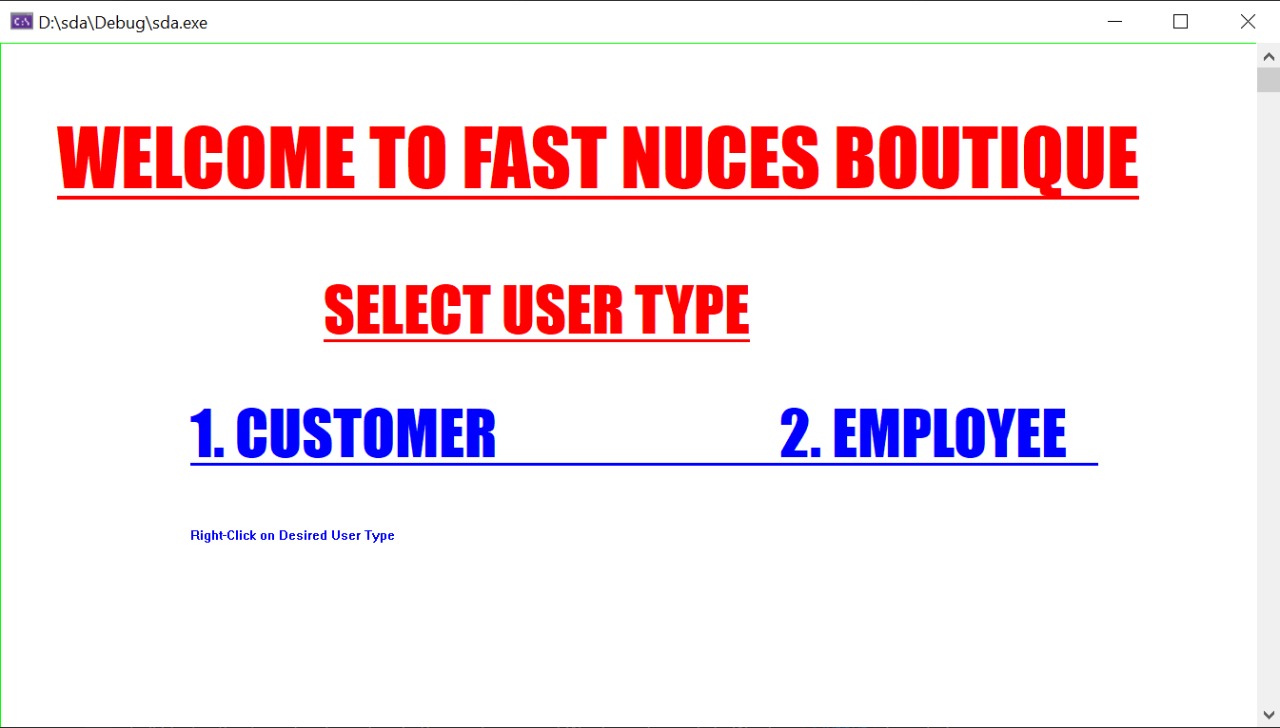 D:\sda\Debug\sda.exe
WELCOME TO FAST NUCES BOUTIQUE
SELECT USER TYPE
1. CUSTOMER 2. EMPLOYEE
Right-Click on Desired User Type